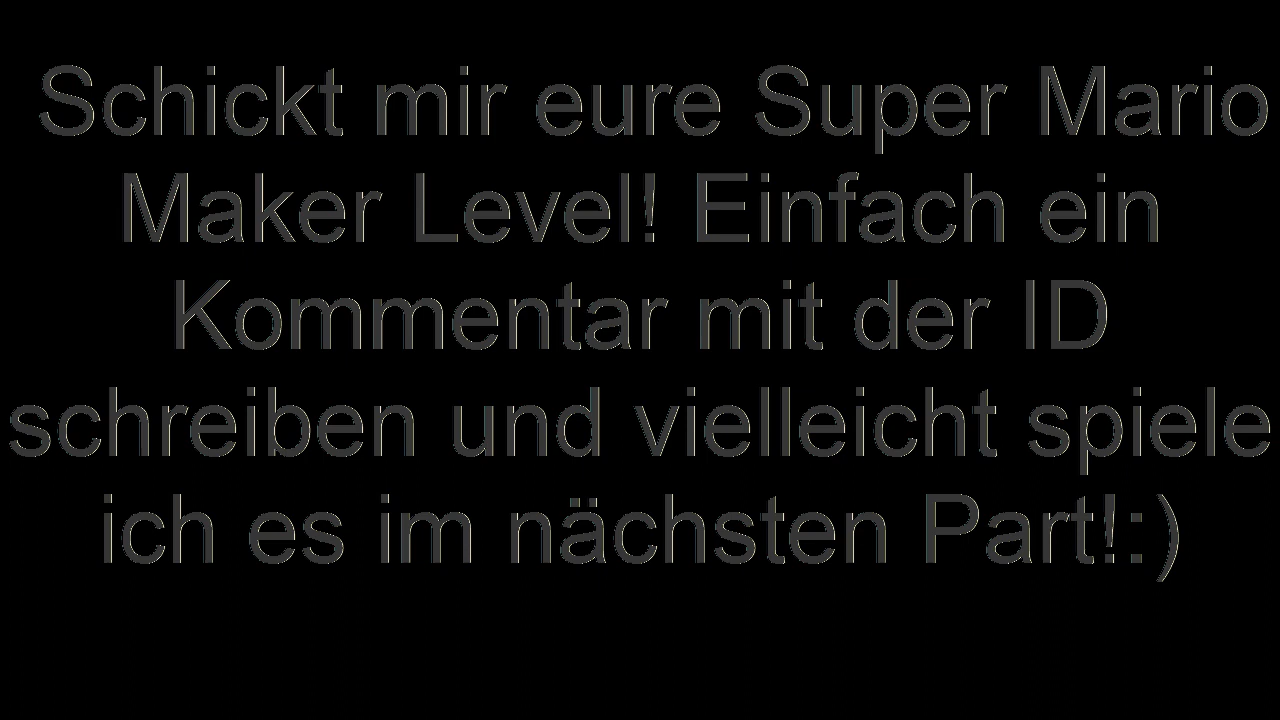 Schickt mir eure Super Mario
Maker Level! Einfach ein
Kommentar mit der ID
schreiben und vielleicht spiele
ich es im nächsten Part!:)